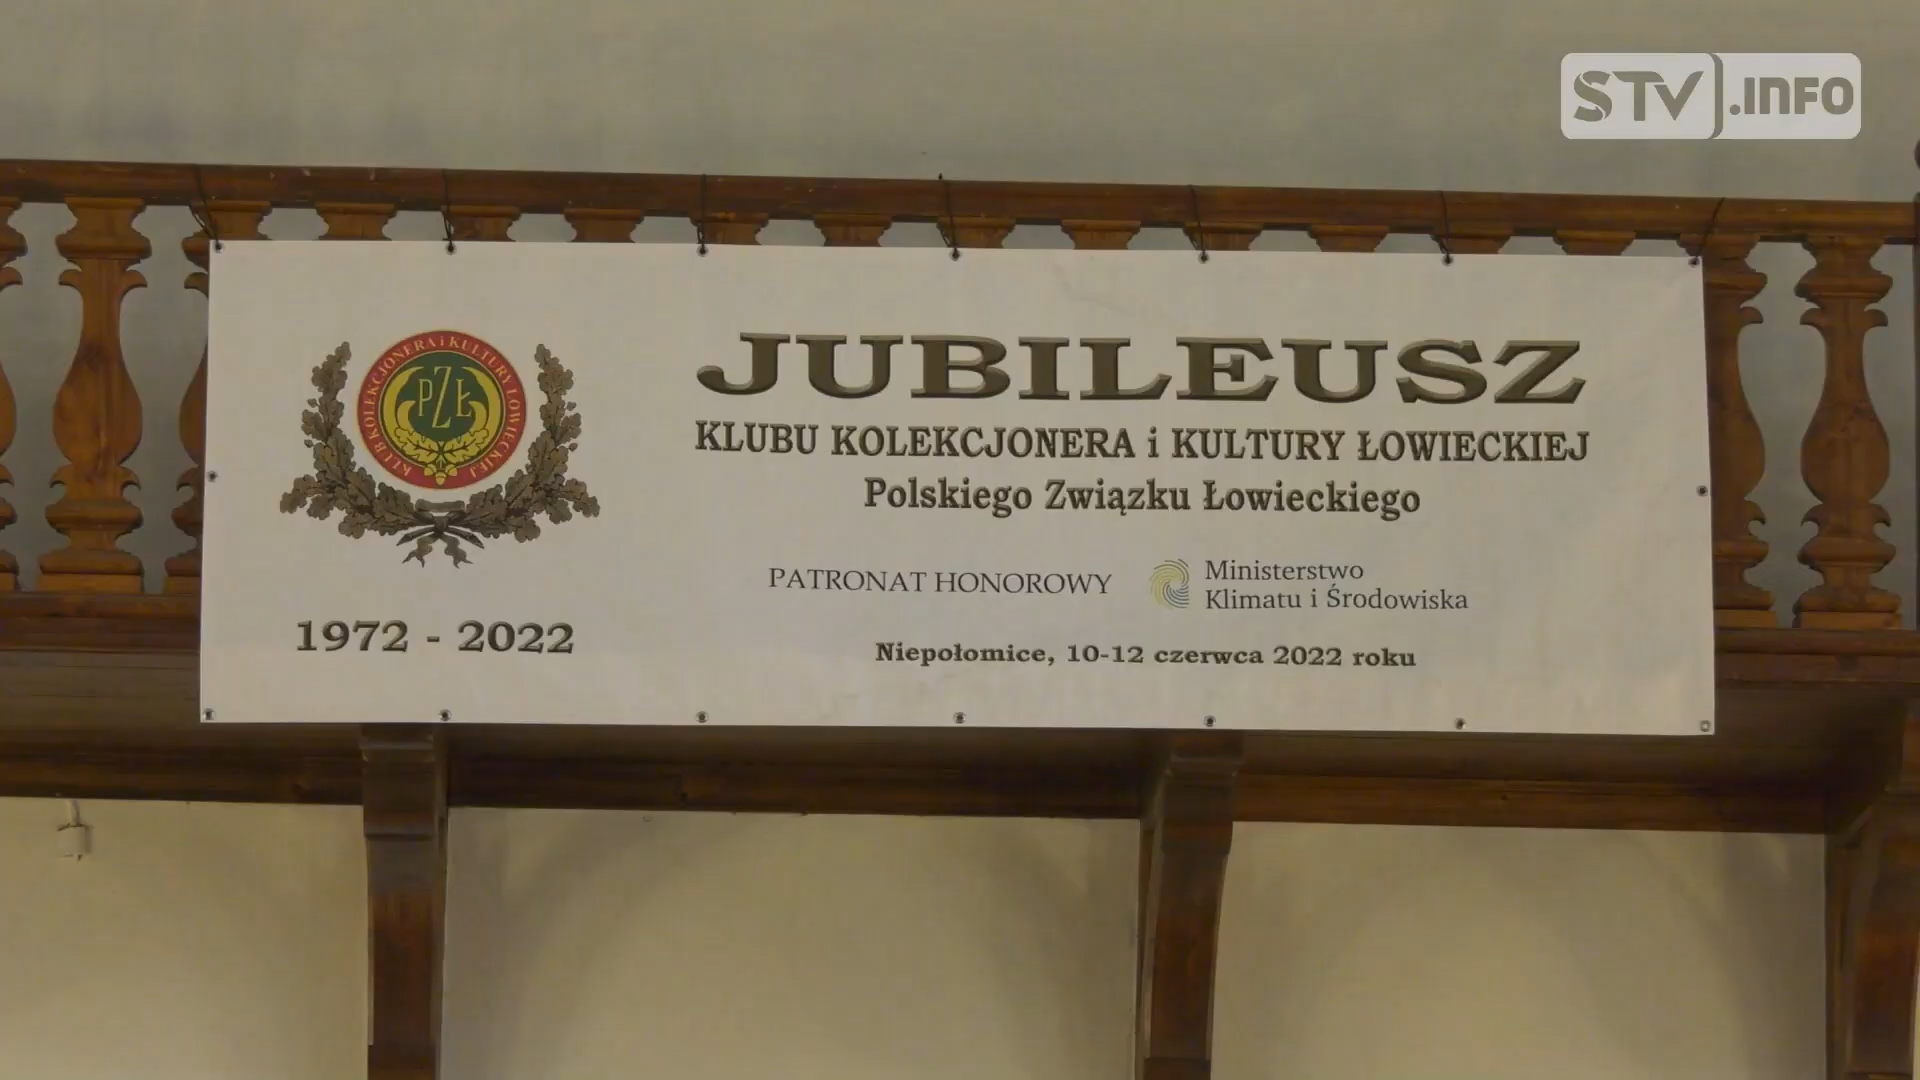 STV.INFO
KLUB KOLEKCJONERA i KULTURY ŁOWIECKIEJ
PZŁ
1972 - 2022
JUBILEUSZ
KLUBU KOLEKCJONERA i KULTURY ŁOWIECKIEJ
Polskiego Związku Łowieckiego
PATRONAT HONOROWY
Ministerstwo
Klimatu i Środowiska
Niepołomice, 10-12 czerwca 2022 roku